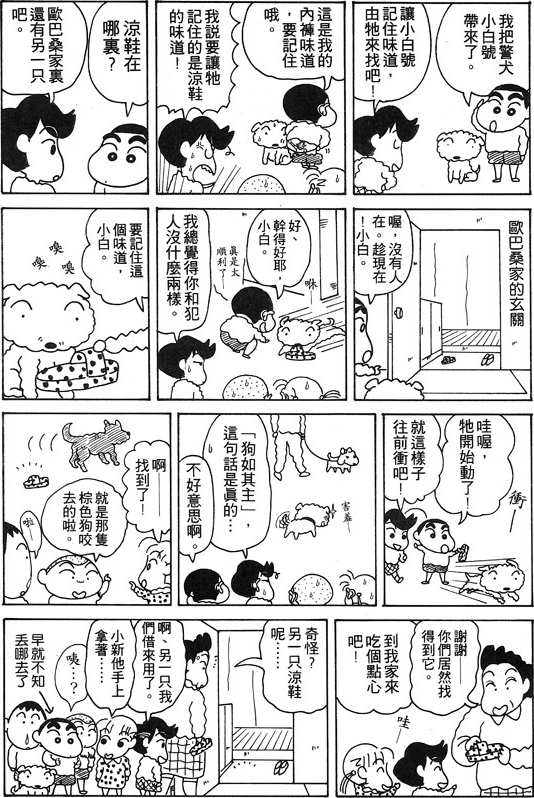 我把警犬
小白號
帶來了。
讓小白號
記住味道，
由牠來找吧！
這是我的
內褲味道
，要記住
哦。
我説要讓牠
記住的是涼鞋
的味道！
涼鞋在
哪裏？
歐巴桑家裏
還有另一只
吧。
歐巴桑家的玄關
喔，沒有人
在。趁現在
！小白。
咻
好、
幹得好耶，
小白。
真是太
順利了！
我總覺得你和犯
人沒什麼兩樣。
要記住這
個味道，
小白。
嗅
嗅
嗅
哇喔，
牠開始動了！
就這樣子
往前衝吧！
衝
害羞
「狗如其主」，
這句話是真的…
不好意思啊。
啊
找到了！
就是那隻
棕色狗咬
去的啦。
啦
謝謝
你們居然找
得到它。
到我家來
吃個點心
吧！
哇
奇怪？
另一只涼鞋
呢……
啊、另一只我
們借來用了。
小新他手上
拿著……
咦…？
早就不知
丟哪去了